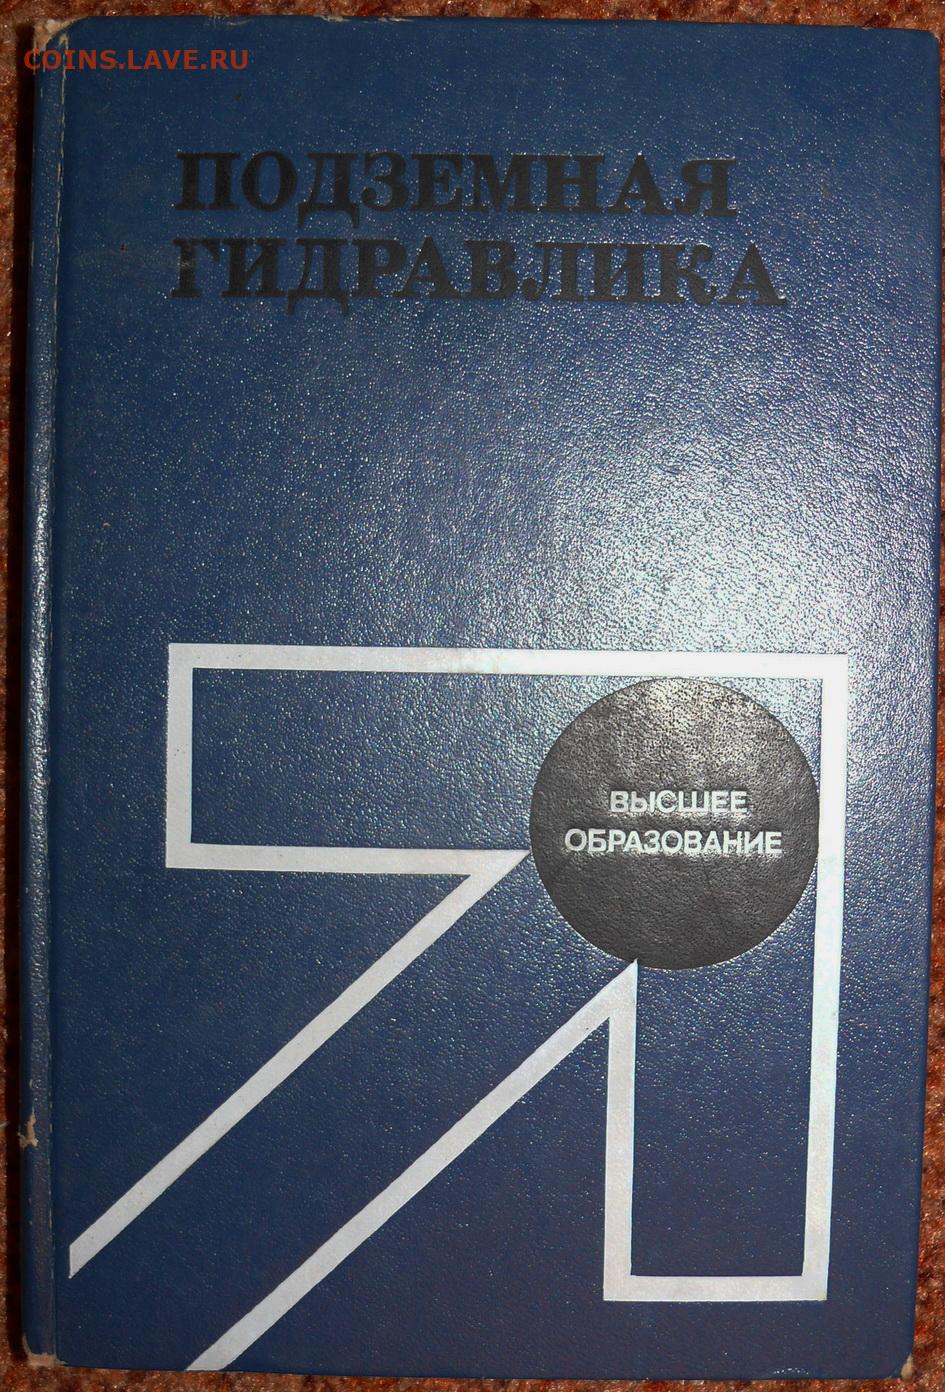 COINS.LAVE.RU
ПОДЗЕМНАЯ
ГИДРАВЛИКА
ВЫСШЕЕ
ОБРАЗОВАНИЕ